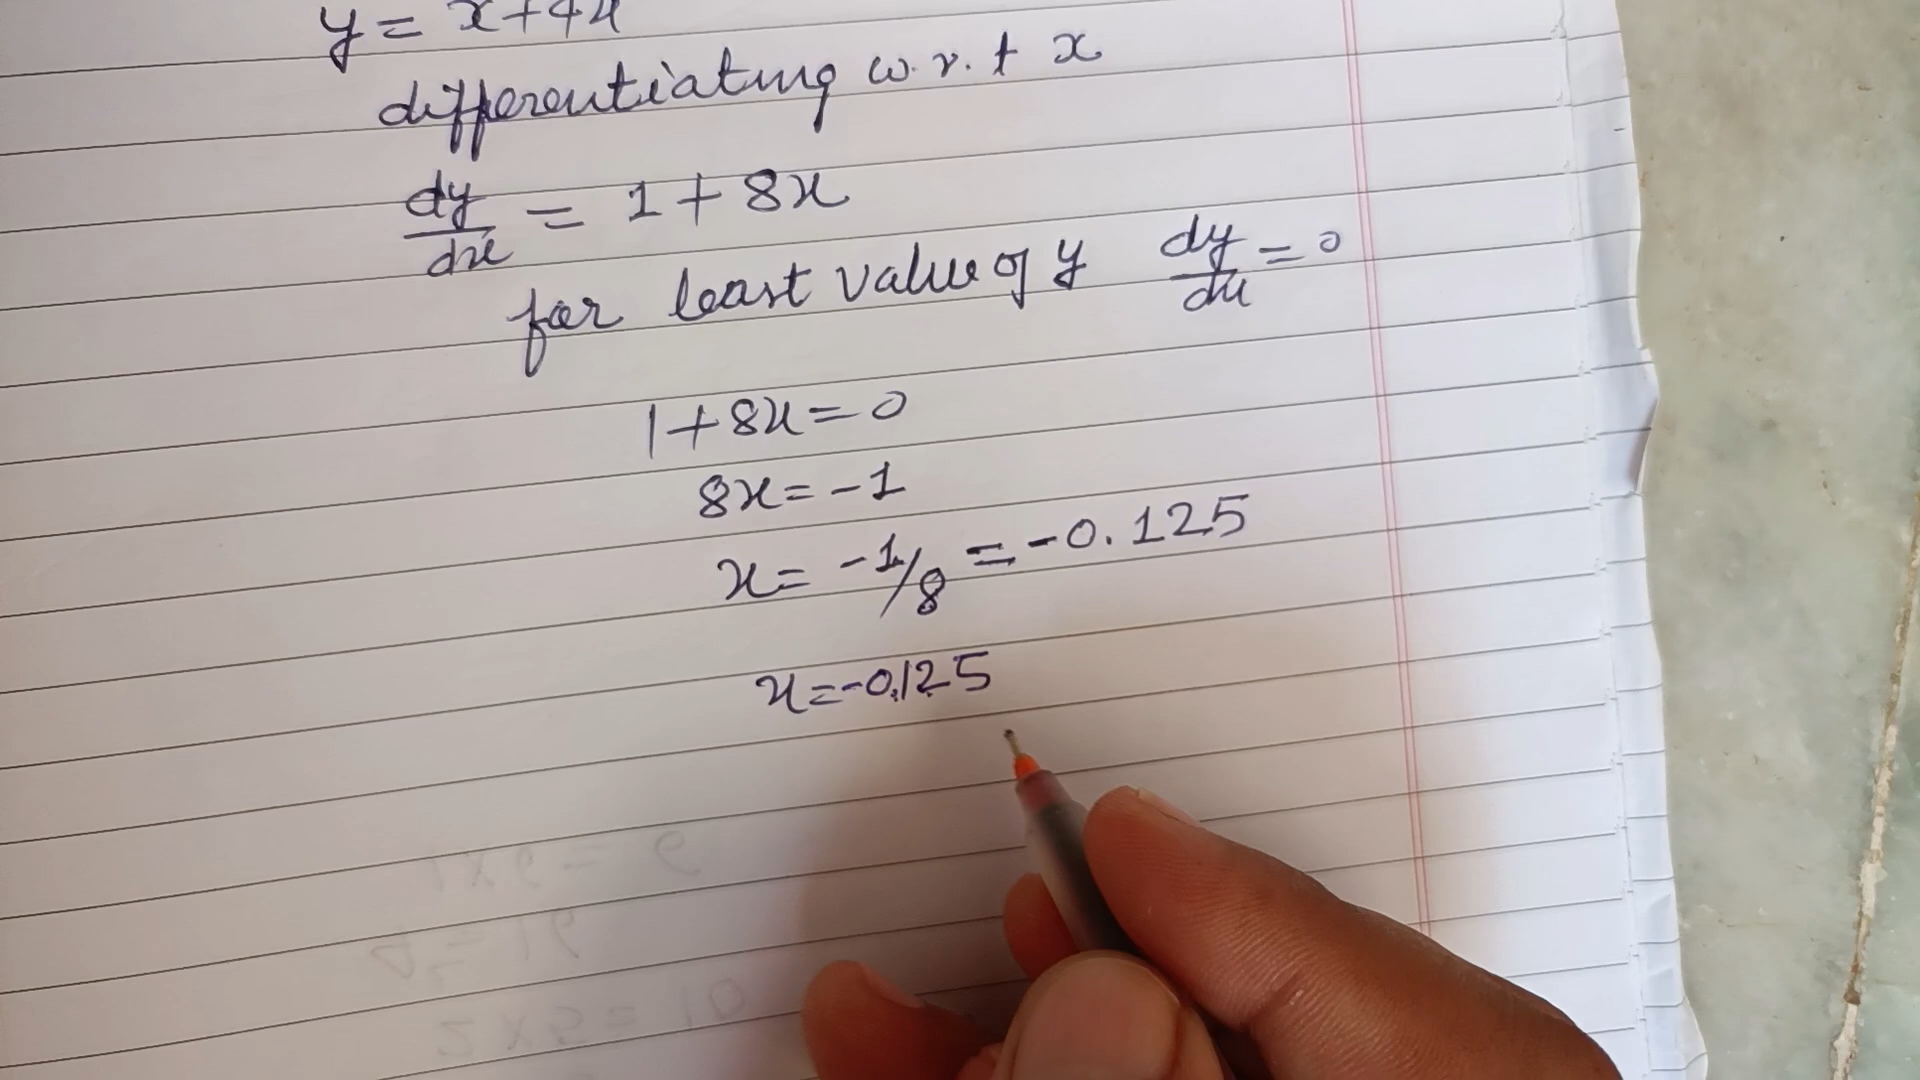 y = x+4x
differentiating w.r.t x
dy/dx = 1 + 8x
for least value of y dy/dx = 0
1+8x=0
8x=-1
x= -1/8 = -0.125
x=-0.125